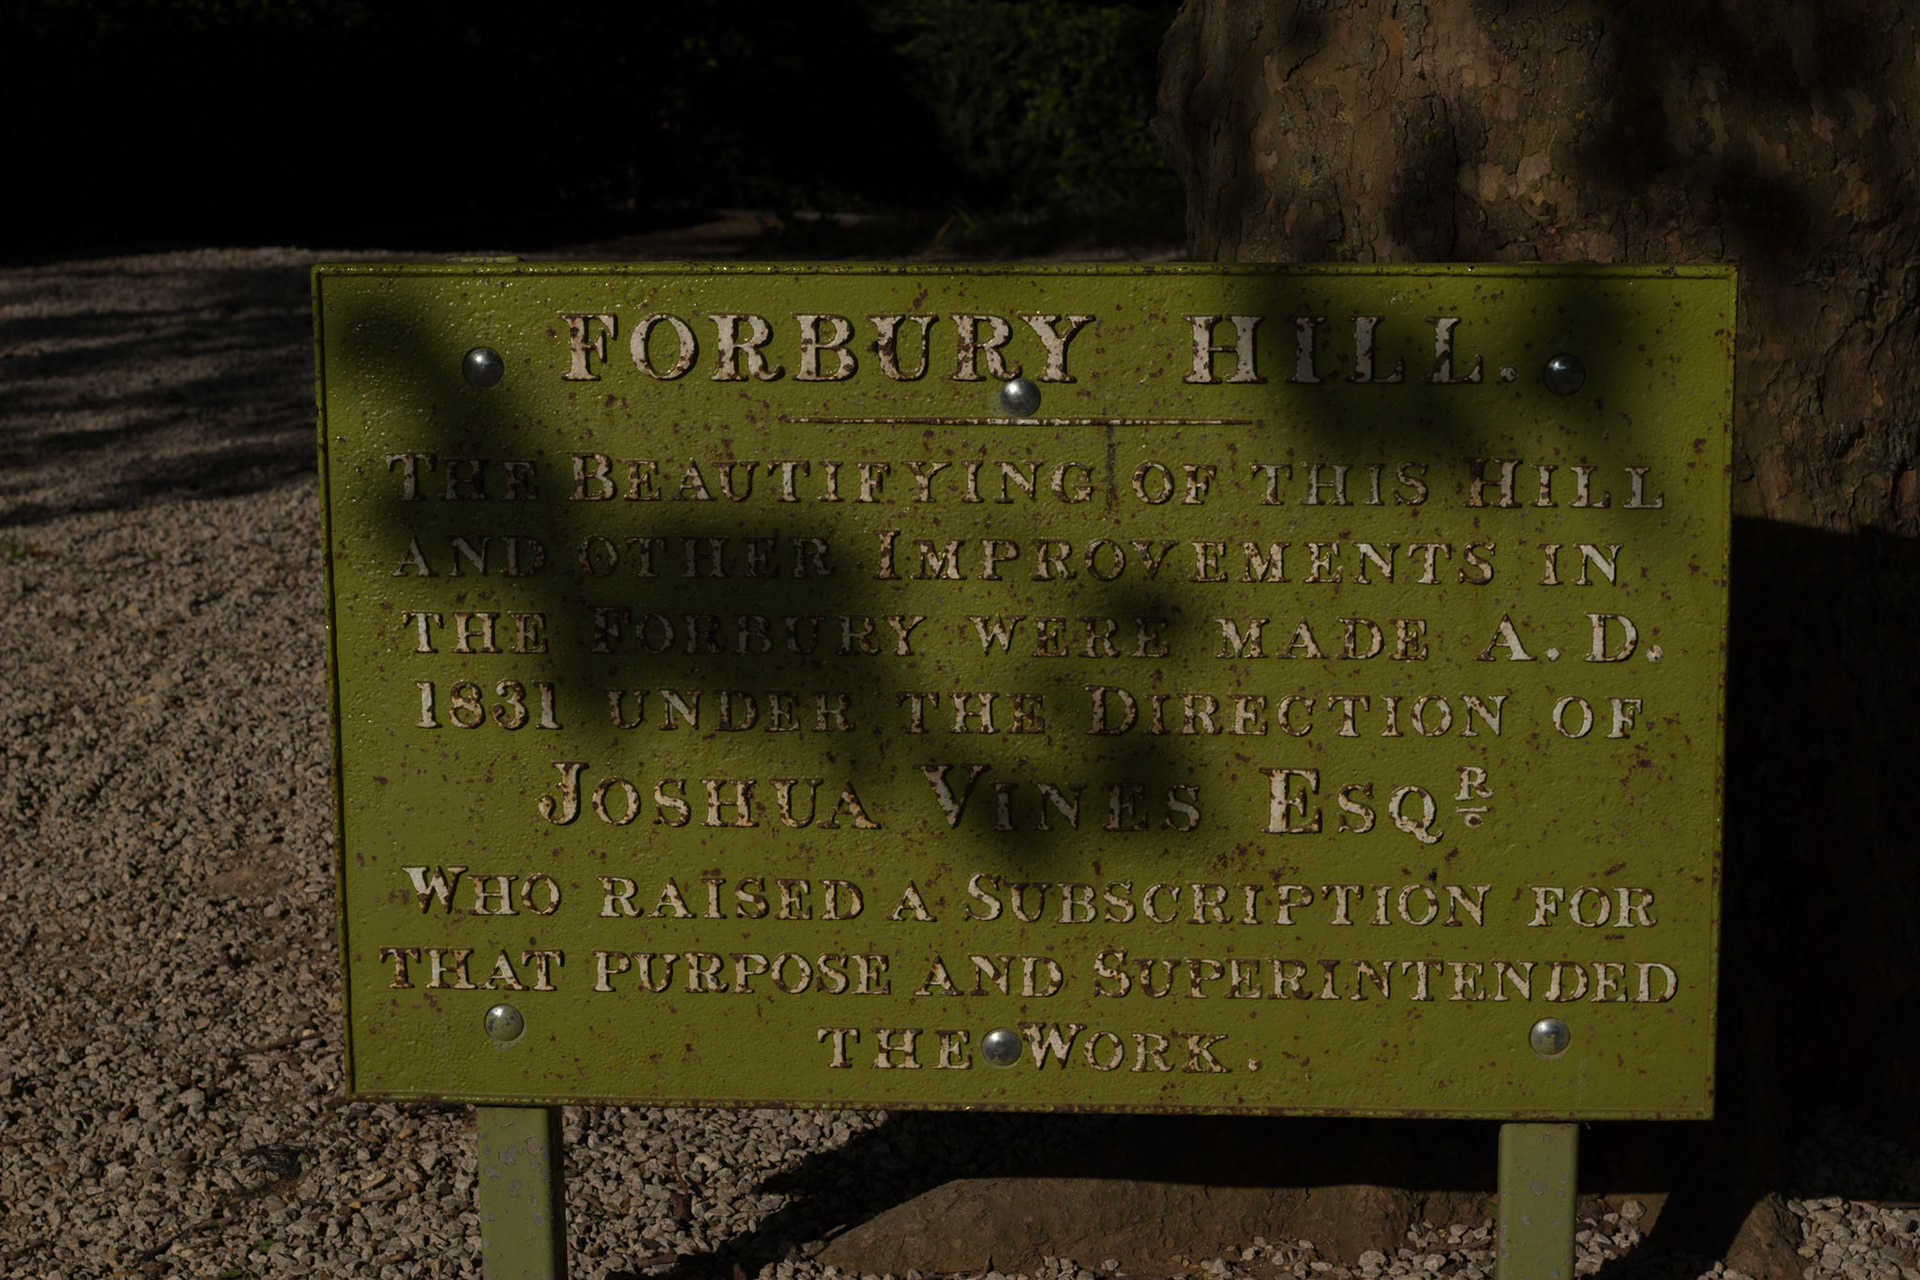 FORBURY HILL.
THE BEAUTIFYING OF THIS HILL
AND OTHER IMPROVEMENTS IN
THE FORBURY WERE MADE A.D.
1831 UNDER THE DIRECTION OF
JOSHUA VINES ESQR
WHO RAISED A SUBSCRIPTION FOR
THAT PURPOSE AND SUPERINTENDED
THE WORK.